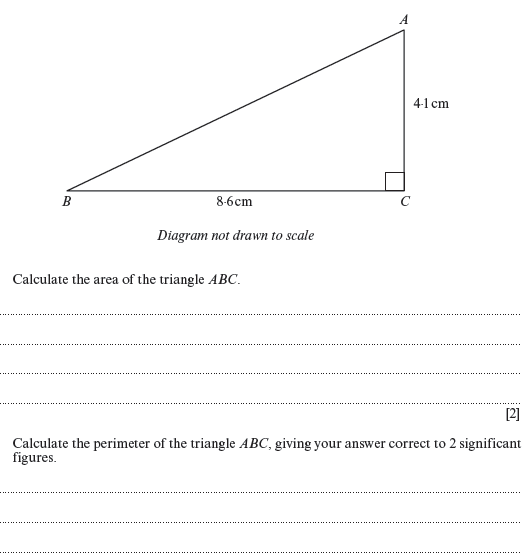 A
4·1 cm
B
8·6 cm
C
Diagram not drawn to scale
Calculate the area of the triangle ABC.
[2]
Calculate the perimeter of the triangle ABC, giving your answer correct to 2 significant
figures.